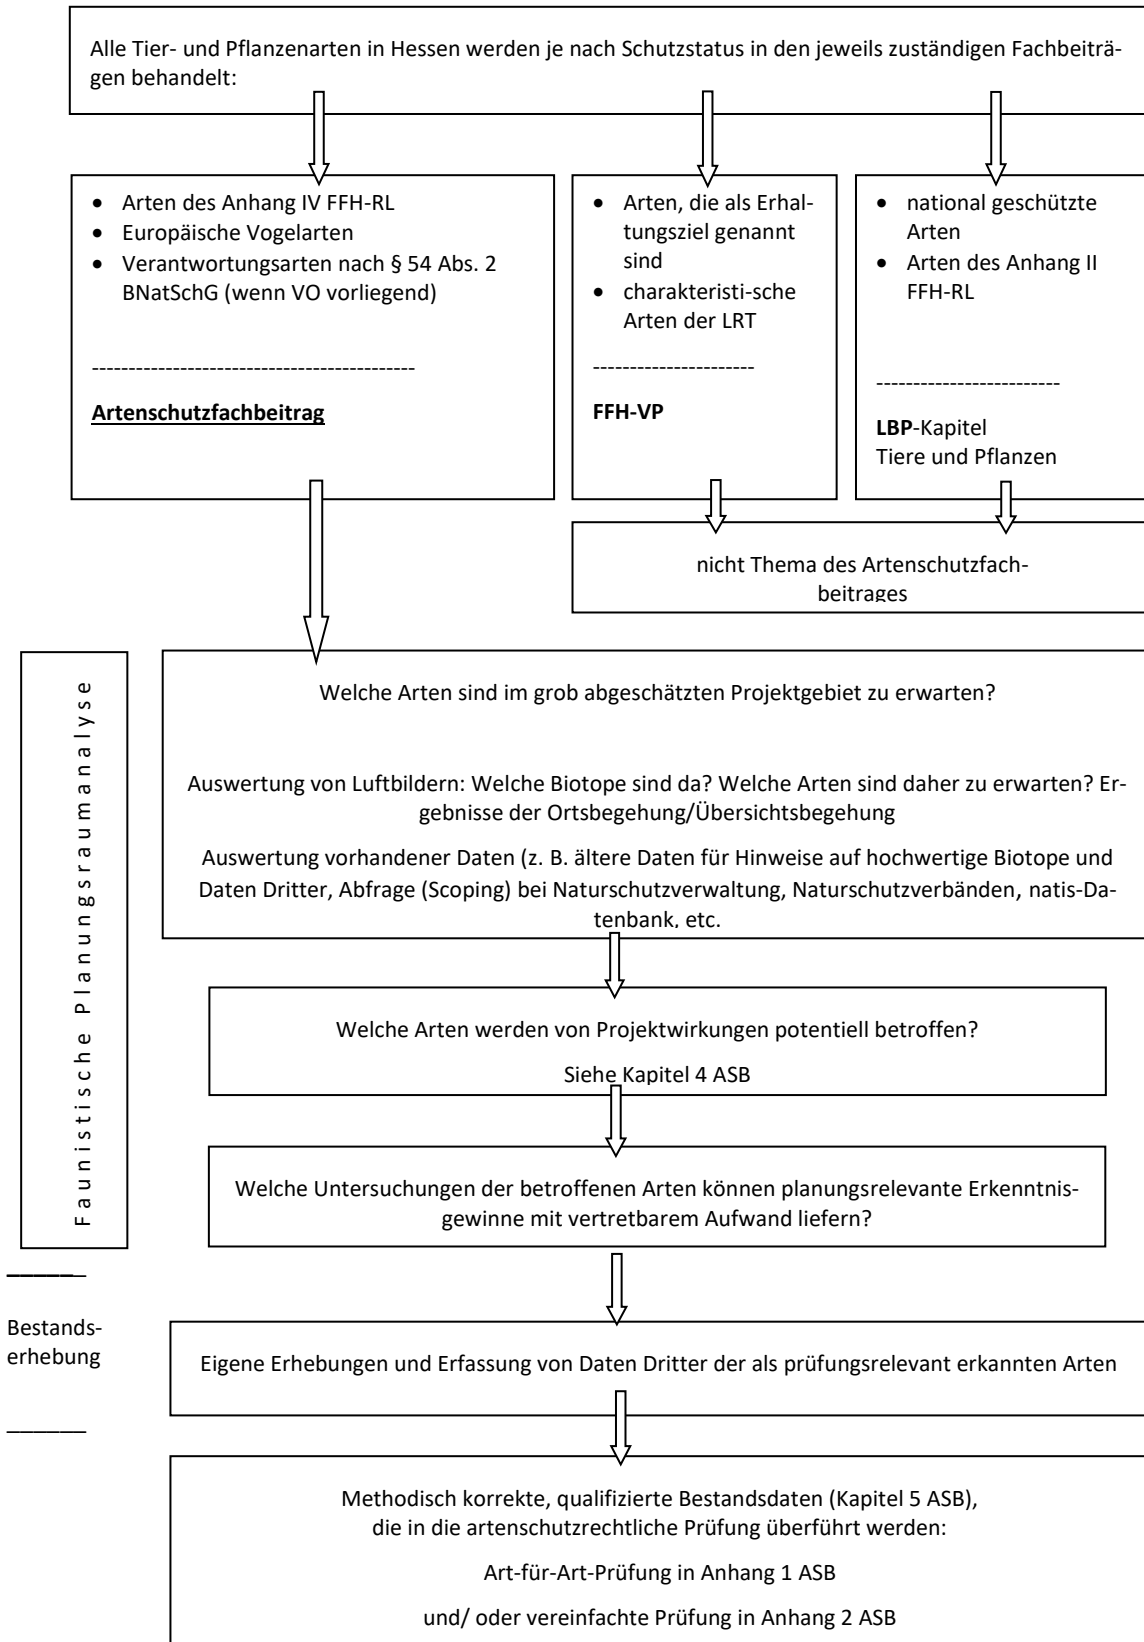 Alle Tier- und Pflanzenarten in Hessen werden je nach Schutzstatus in den jeweils zuständigen Fachbeiträ-
gen behandelt:
• Arten des Anhang IV FFH-RL
• Europäische Vogelarten
• Verantwortungsarten nach § 54 Abs. 2
BNatSchG (wenn VO vorliegend)
-------------------------------------------
Artenschutzfachbeitrag
• Arten, die als Erhal-
tungsziel genannt
sind
• charakteristi-sche
Arten der LRT
----------------------
FFH-VP
• national geschützte
Arten
• Arten des Anhang II
FFH-RL
-------------------------
LBP-Kapitel
Tiere und Pflanzen
nicht Thema des Artenschutzfach-
beitrages
Faunistische Planungsraumanalyse
Welche Arten sind im grob abgeschätzten Projektgebiet zu erwarten?
Auswertung von Luftbildern: Welche Biotope sind da? Welche Arten sind daher zu erwarten? Er-
gebnisse der Ortsbegehung/Übersichtsbegehung
Auswertung vorhandener Daten (z. B. ältere Daten für Hinweise auf hochwertige Biotope und
Daten Dritter, Abfrage (Scoping) bei Naturschutzverwaltung, Naturschutzverbänden, natis-Da-
tenbank, etc.
Welche Arten werden von Projektwirkungen potentiell betroffen?
Siehe Kapitel 4 ASB
Welche Untersuchungen der betroffenen Arten können planungsrelevante Erkenntnis-
gewinne mit vertretbarem Aufwand liefern?
Bestands-
erhebung
Eigene Erhebungen und Erfassung von Daten Dritter der als prüfungsrelevant erkannten Arten
Methodisch korrekte, qualifizierte Bestandsdaten (Kapitel 5 ASB),
die in die artenschutzrechtliche Prüfung überführt werden:
Art-für-Art-Prüfung in Anhang 1 ASB
und/ oder vereinfachte Prüfung in Anhang 2 ASB